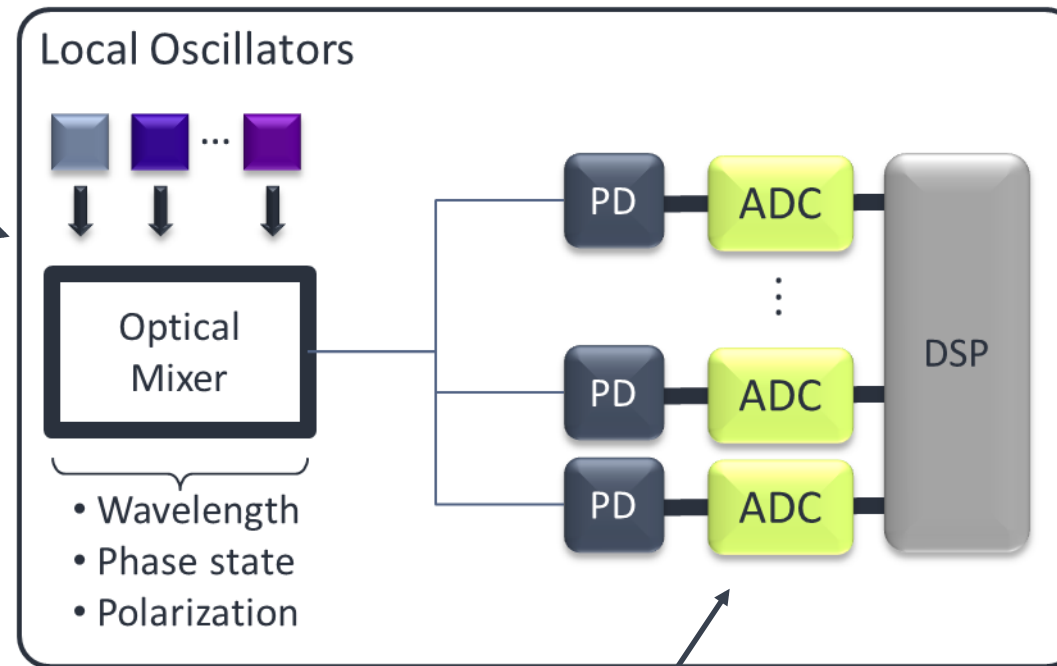 Local Oscillators
...
Optical
Mixer
• Wavelength
• Phase state
• Polarization
PD
ADC
⋮
PD
ADC
PD
ADC
DSP